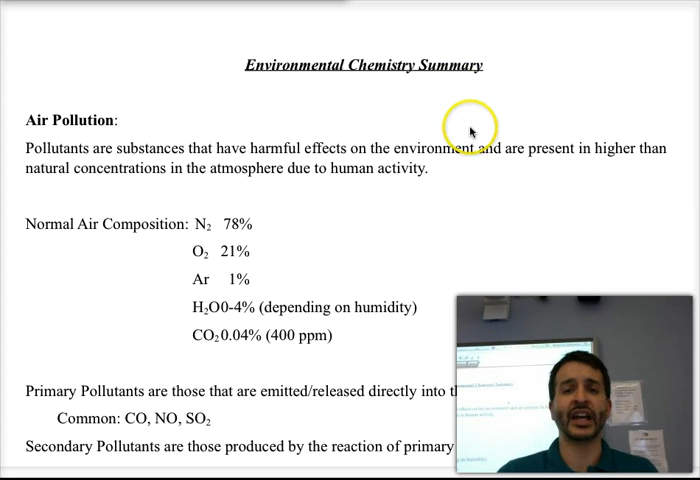 Environmental Chemistry Summary
Air Pollution:
Pollutants are substances that have harmful effects on the environment and are present in higher than
natural concentrations in the atmosphere due to human activity.
Normal Air Composition: N₂ 78%
O₂ 21%
Ar 1%
H₂O0-4% (depending on humidity)
CO₂0.04% (400 ppm)
Primary Pollutants are those that are emitted/released directly into
Common: CO, NO, SO₂
Secondary Pollutants are those produced by the reaction of primary